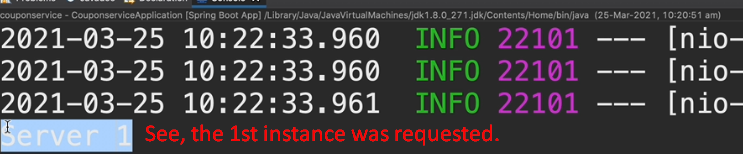 couponservice - CouponserviceApplication [Spring Boot App] /Library/Java/JavaVirtualMachines/jdk1.8.0_271.jdk/Contents/Home/bin/java (25-Mar-2021, 10:20:51 am)
2021-03-25 10:22:33.960 INFO 22101 --- [nio-
2021-03-25 10:22:33.960 INFO 22101 --- [nio-
2021-03-25 10:22:33.961 INFO 22101 --- [nio-
Server 1 See, the 1st instance was requested.